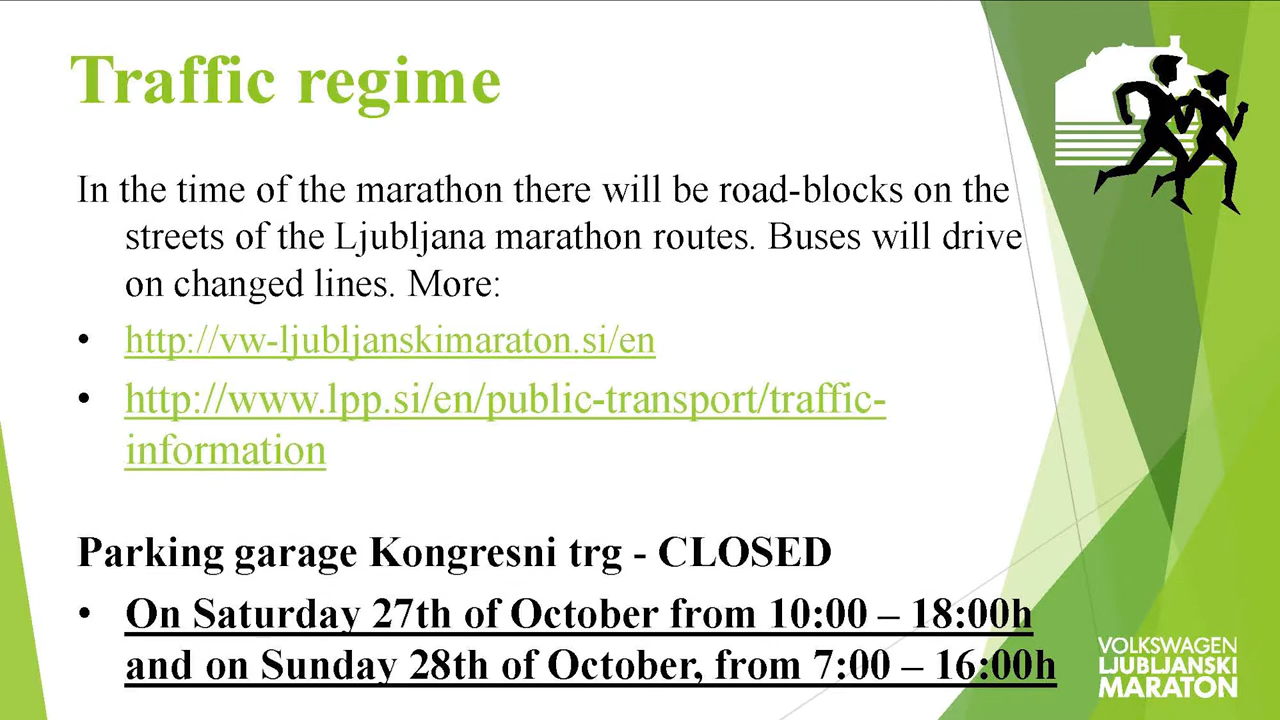 Traffic regime
In the time of the marathon there will be road-blocks on the
streets of the Ljubljana marathon routes. Buses will drive
on changed lines. More:
• http://vw-ljubljanskimaraton.si/en
• http://www.lpp.si/en/public-transport/traffic-
information
Parking garage Kongresni trg - CLOSED
• On Saturday 27th of October from 10:00 – 18:00h
and on Sunday 28th of October, from 7:00 – 16:00h
VOLKSWAGEN
LJUBLJANSKI
MARATON